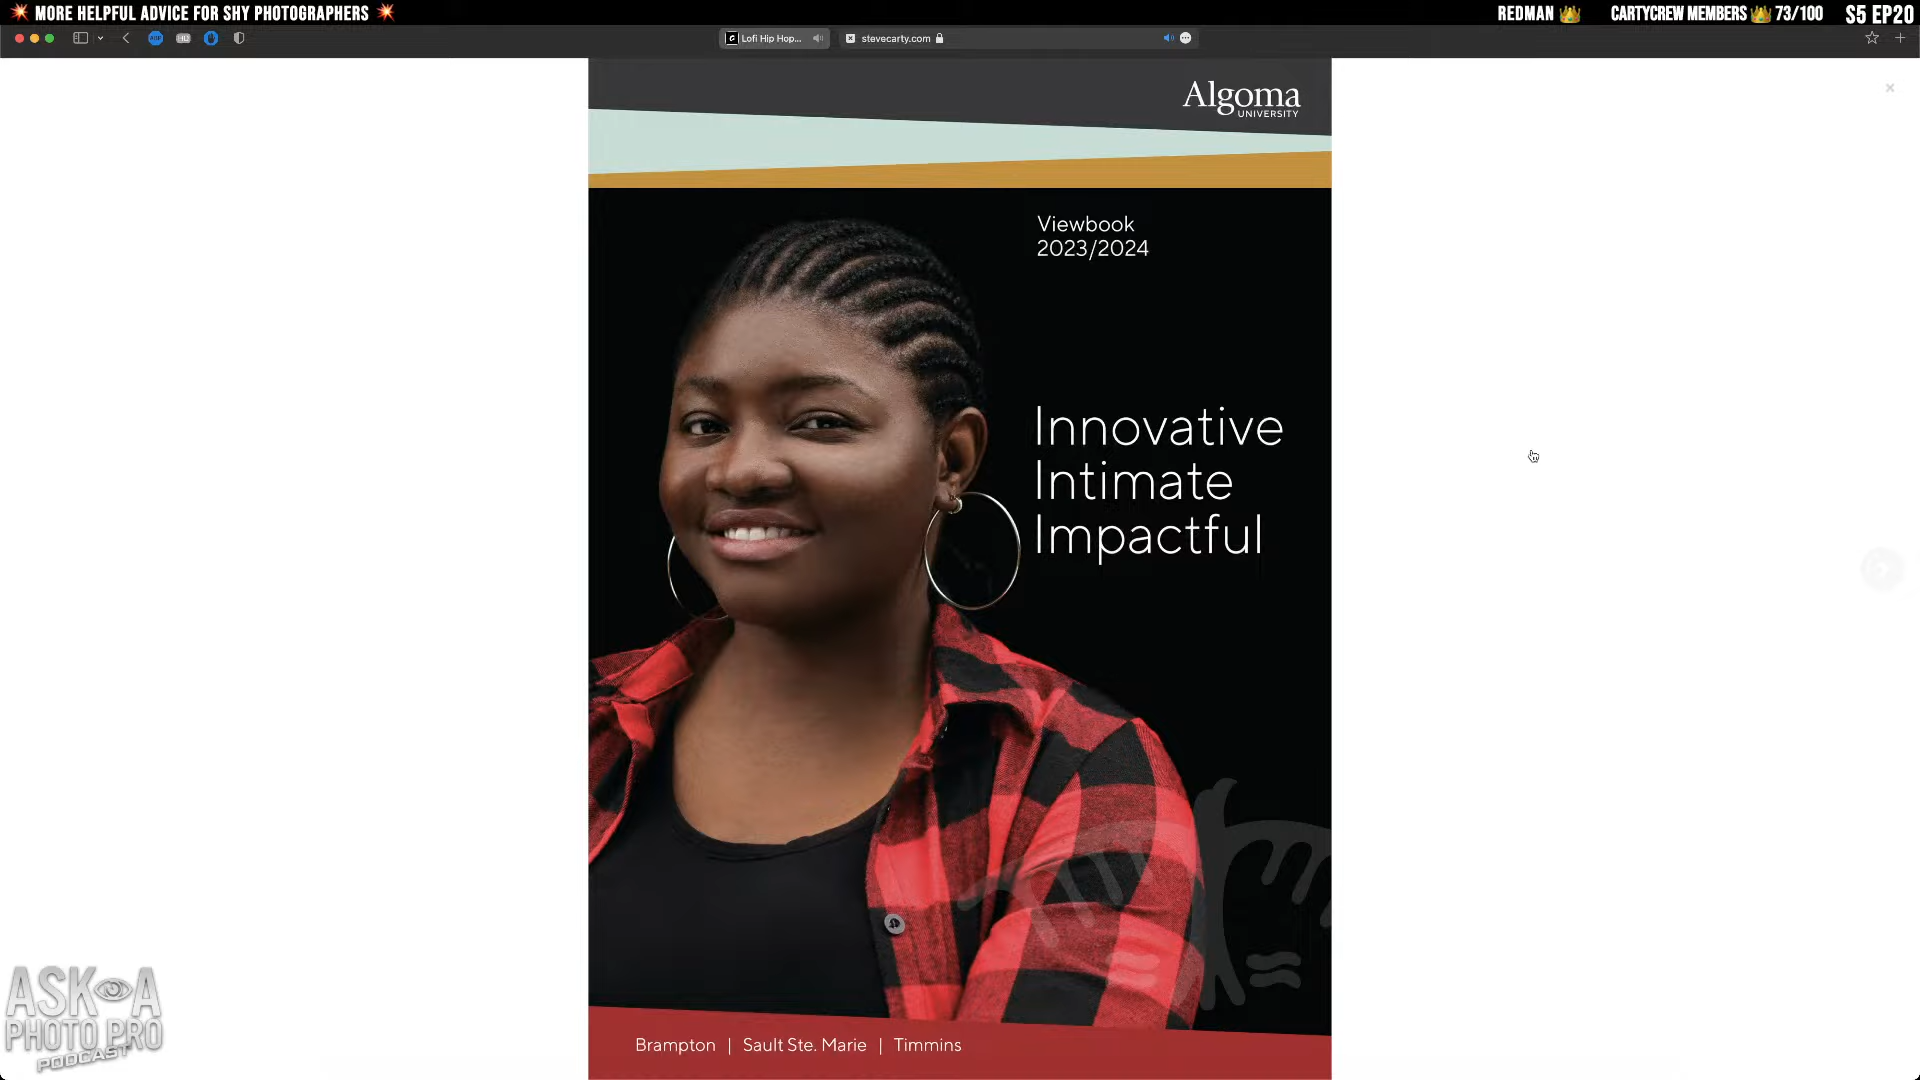 MORE HELPFUL ADVICE FOR SHY PHOTOGRAPHERS
REDMAN
CARTYCREW MEMBERS 73/100
S5 EP20
Lofi Hip Hop...
stevecarty.com
Algoma
UNIVERSITY
Viewbook
2023/2024
Innovative
Intimate
Impactful
Brampton | Sault Ste. Marie | Timmins
ASK A
PHOTO PRO
PODCAST